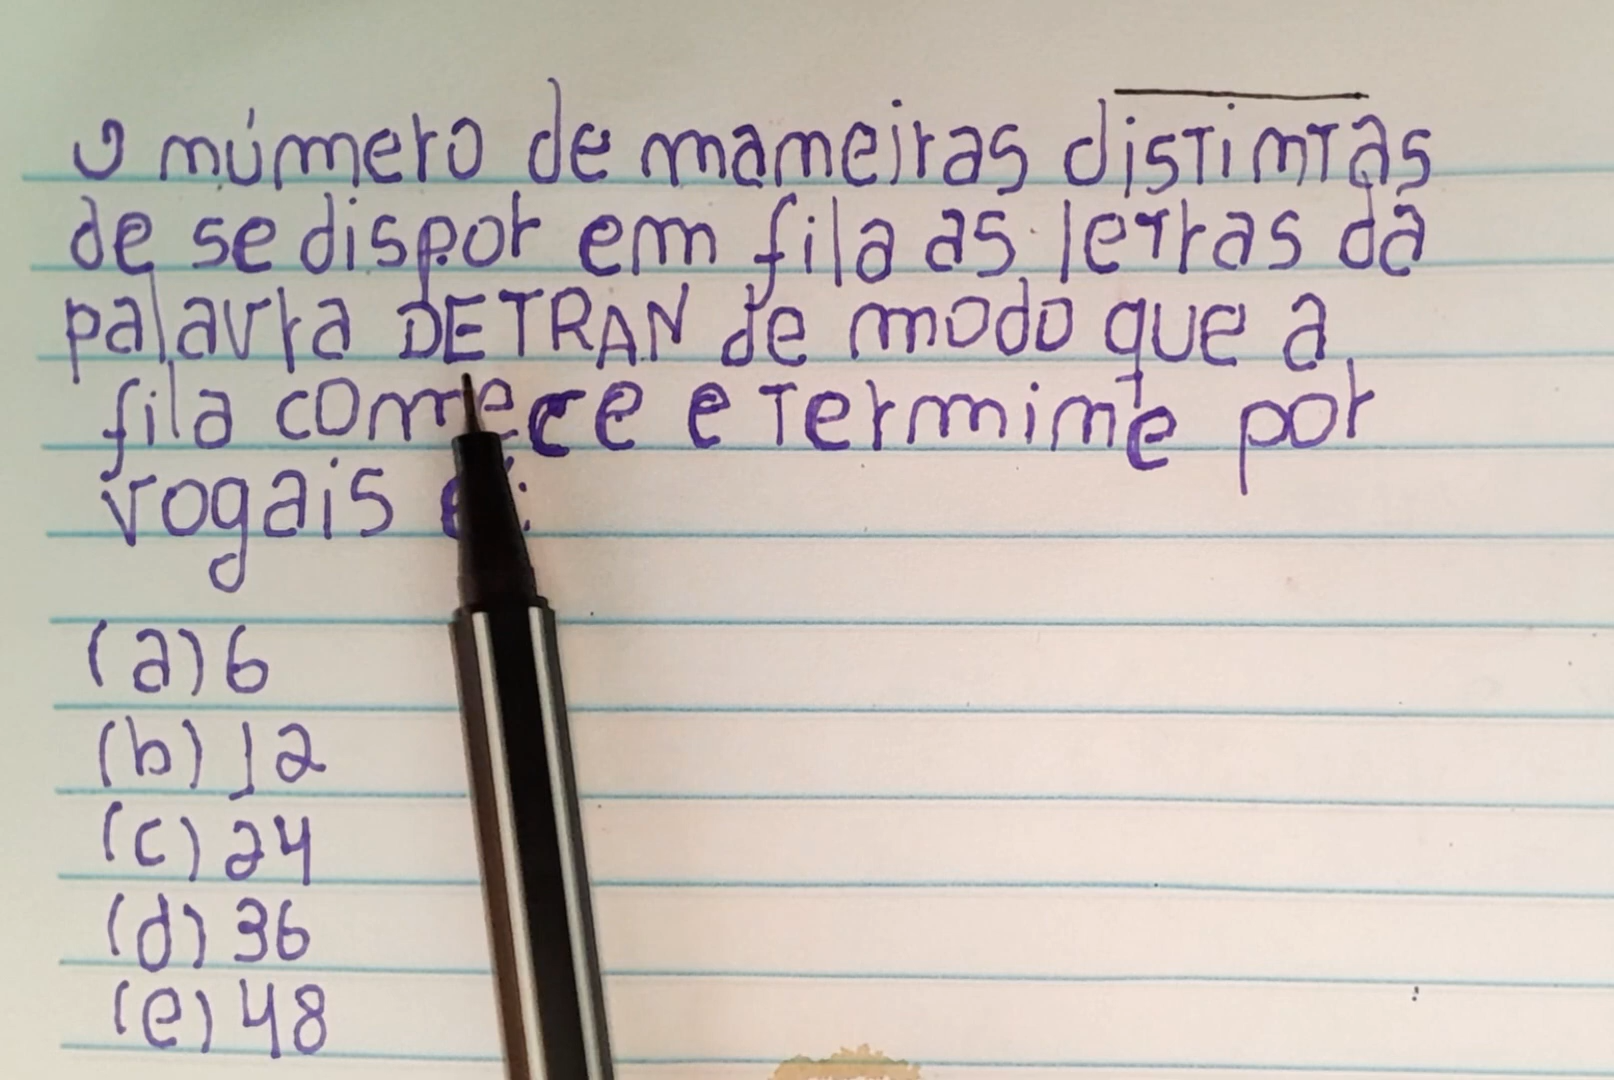 O número de maneiras distintas
de se dispor em fila as letras da
palavra DETRAN de modo que a
fila comece e termine por
vogais é:
(a) 6
(b) 12
(c) 24
(d) 36
(e) 48